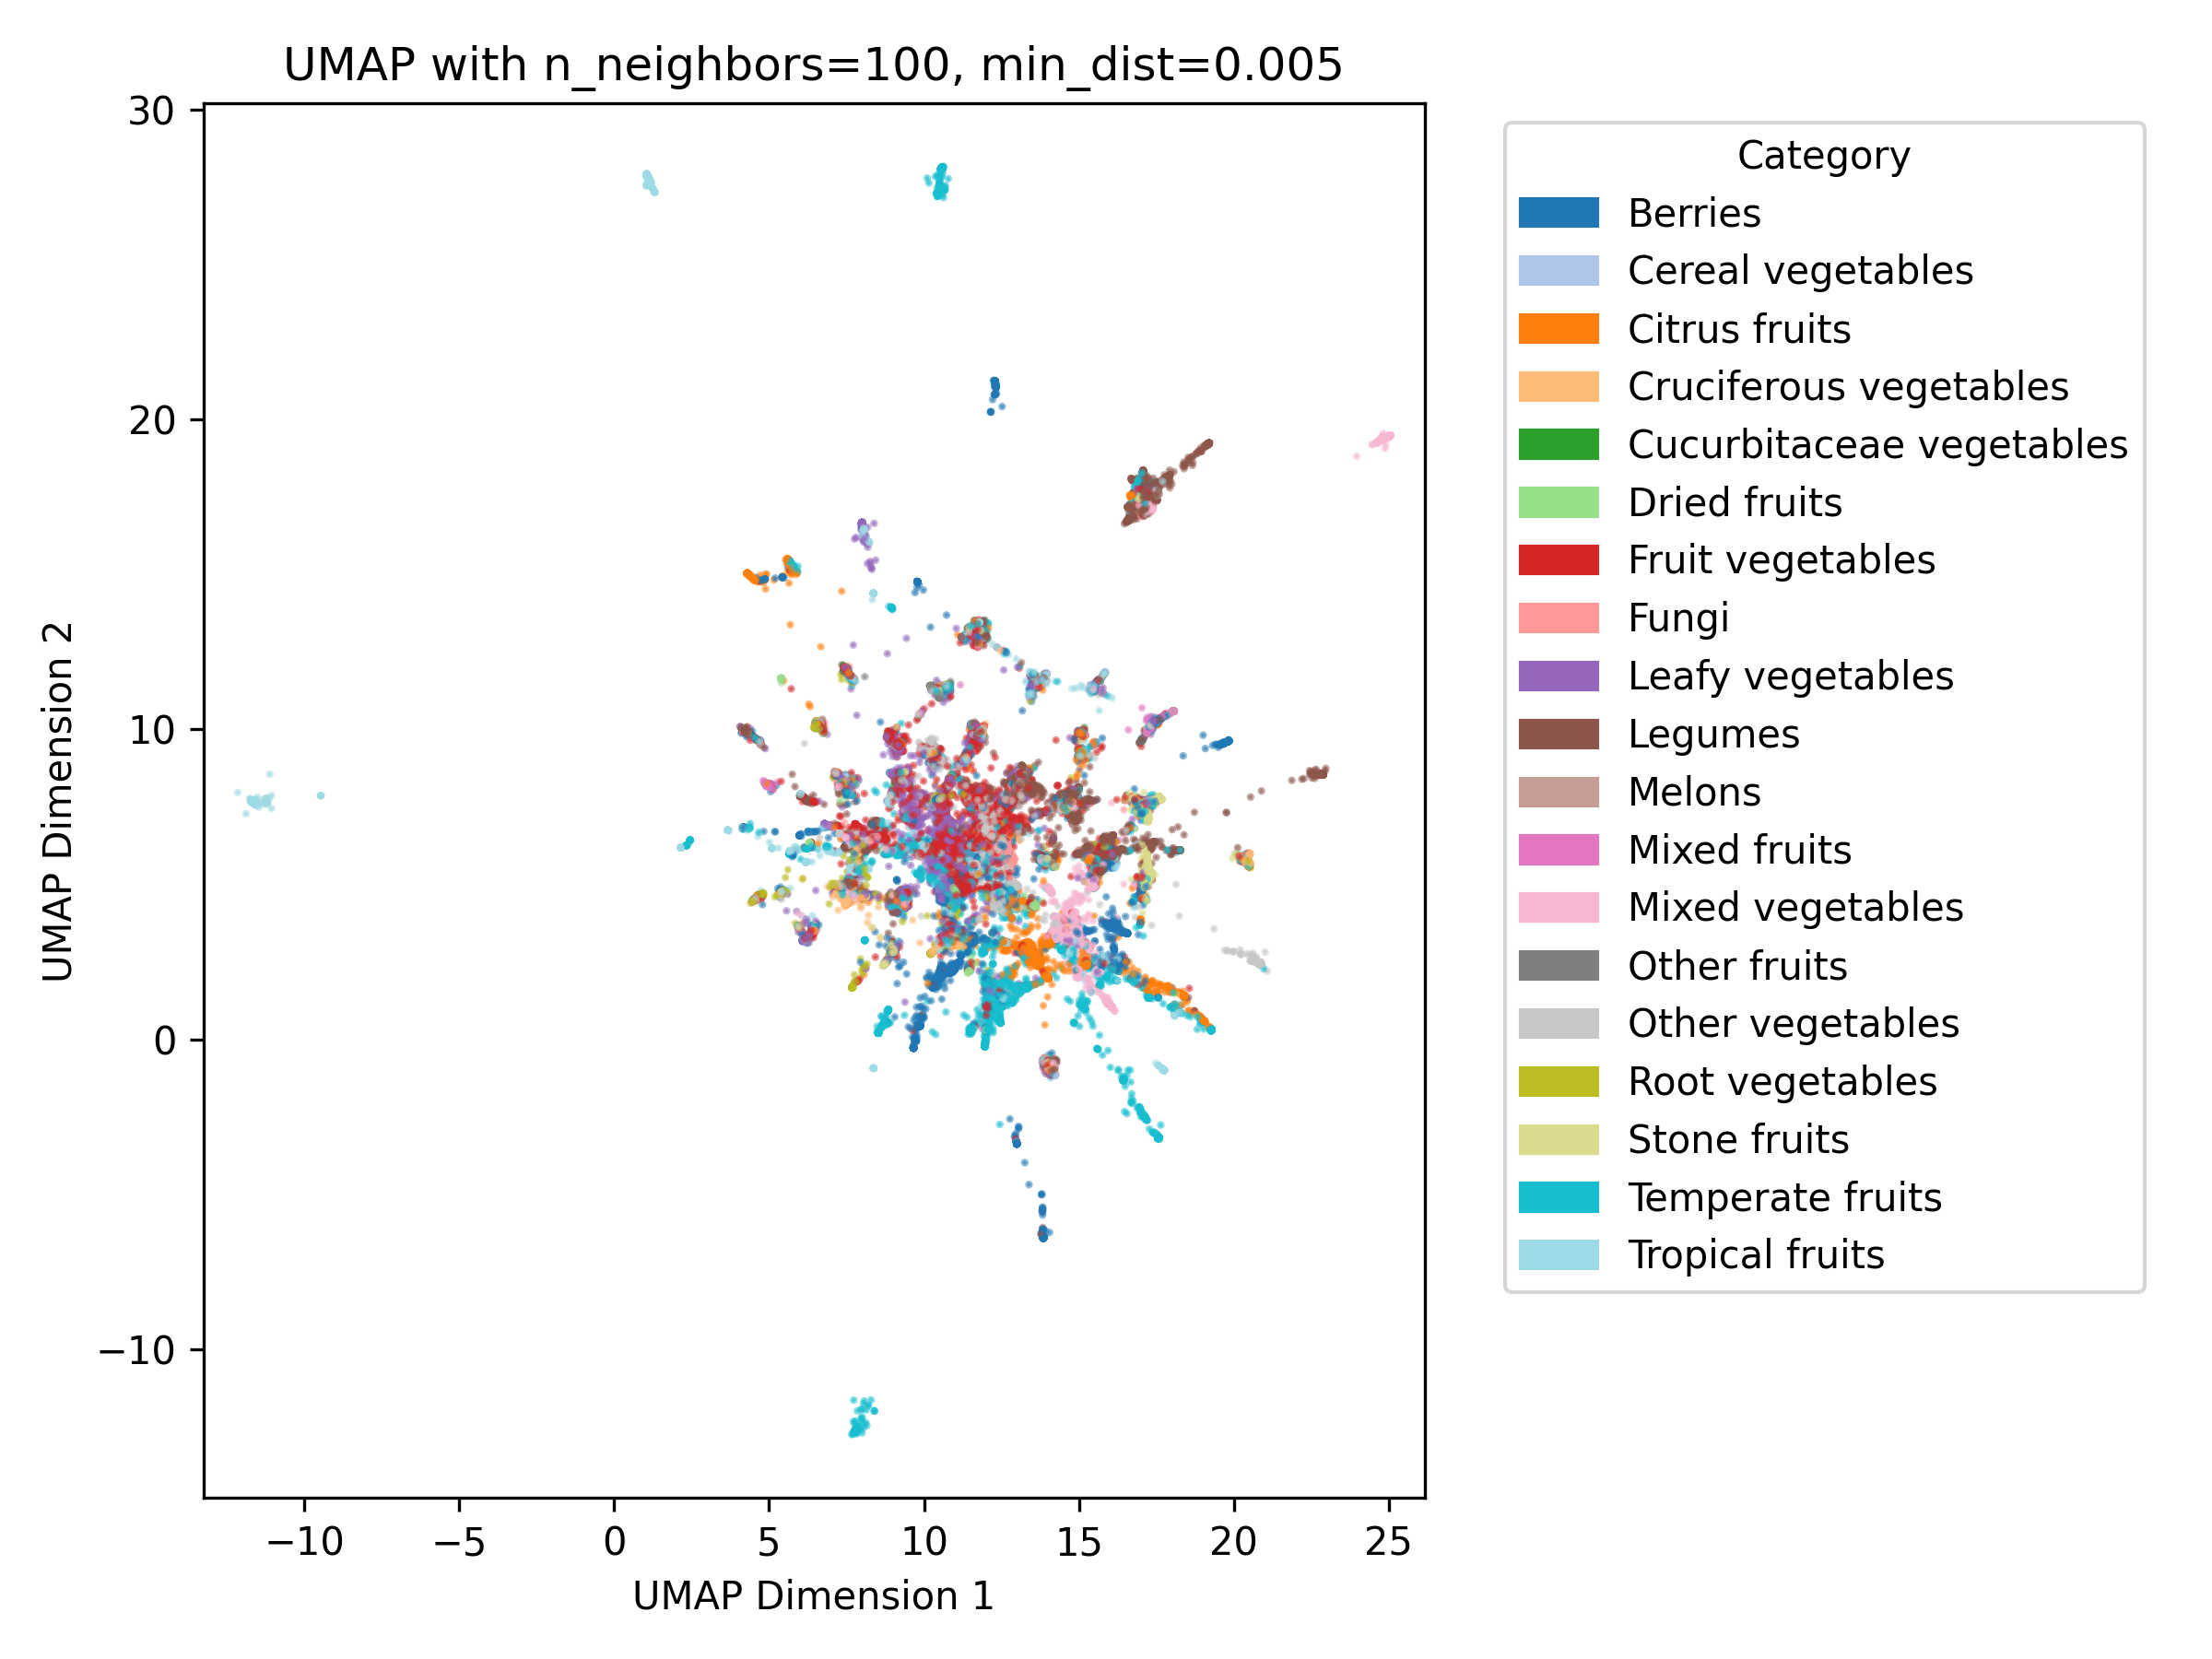 UMAP with n_neighbors=100, min_dist=0.005
30
20
10
0
−10
UMAP Dimension 2
−10
−5
0
5
10
15
20
25
UMAP Dimension 1
Category
Berries
Cereal vegetables
Citrus fruits
Cruciferous vegetables
Cucurbitaceae vegetables
Dried fruits
Fruit vegetables
Fungi
Leafy vegetables
Legumes
Melons
Mixed fruits
Mixed vegetables
Other fruits
Other vegetables
Root vegetables
Stone fruits
Temperate fruits
Tropical fruits